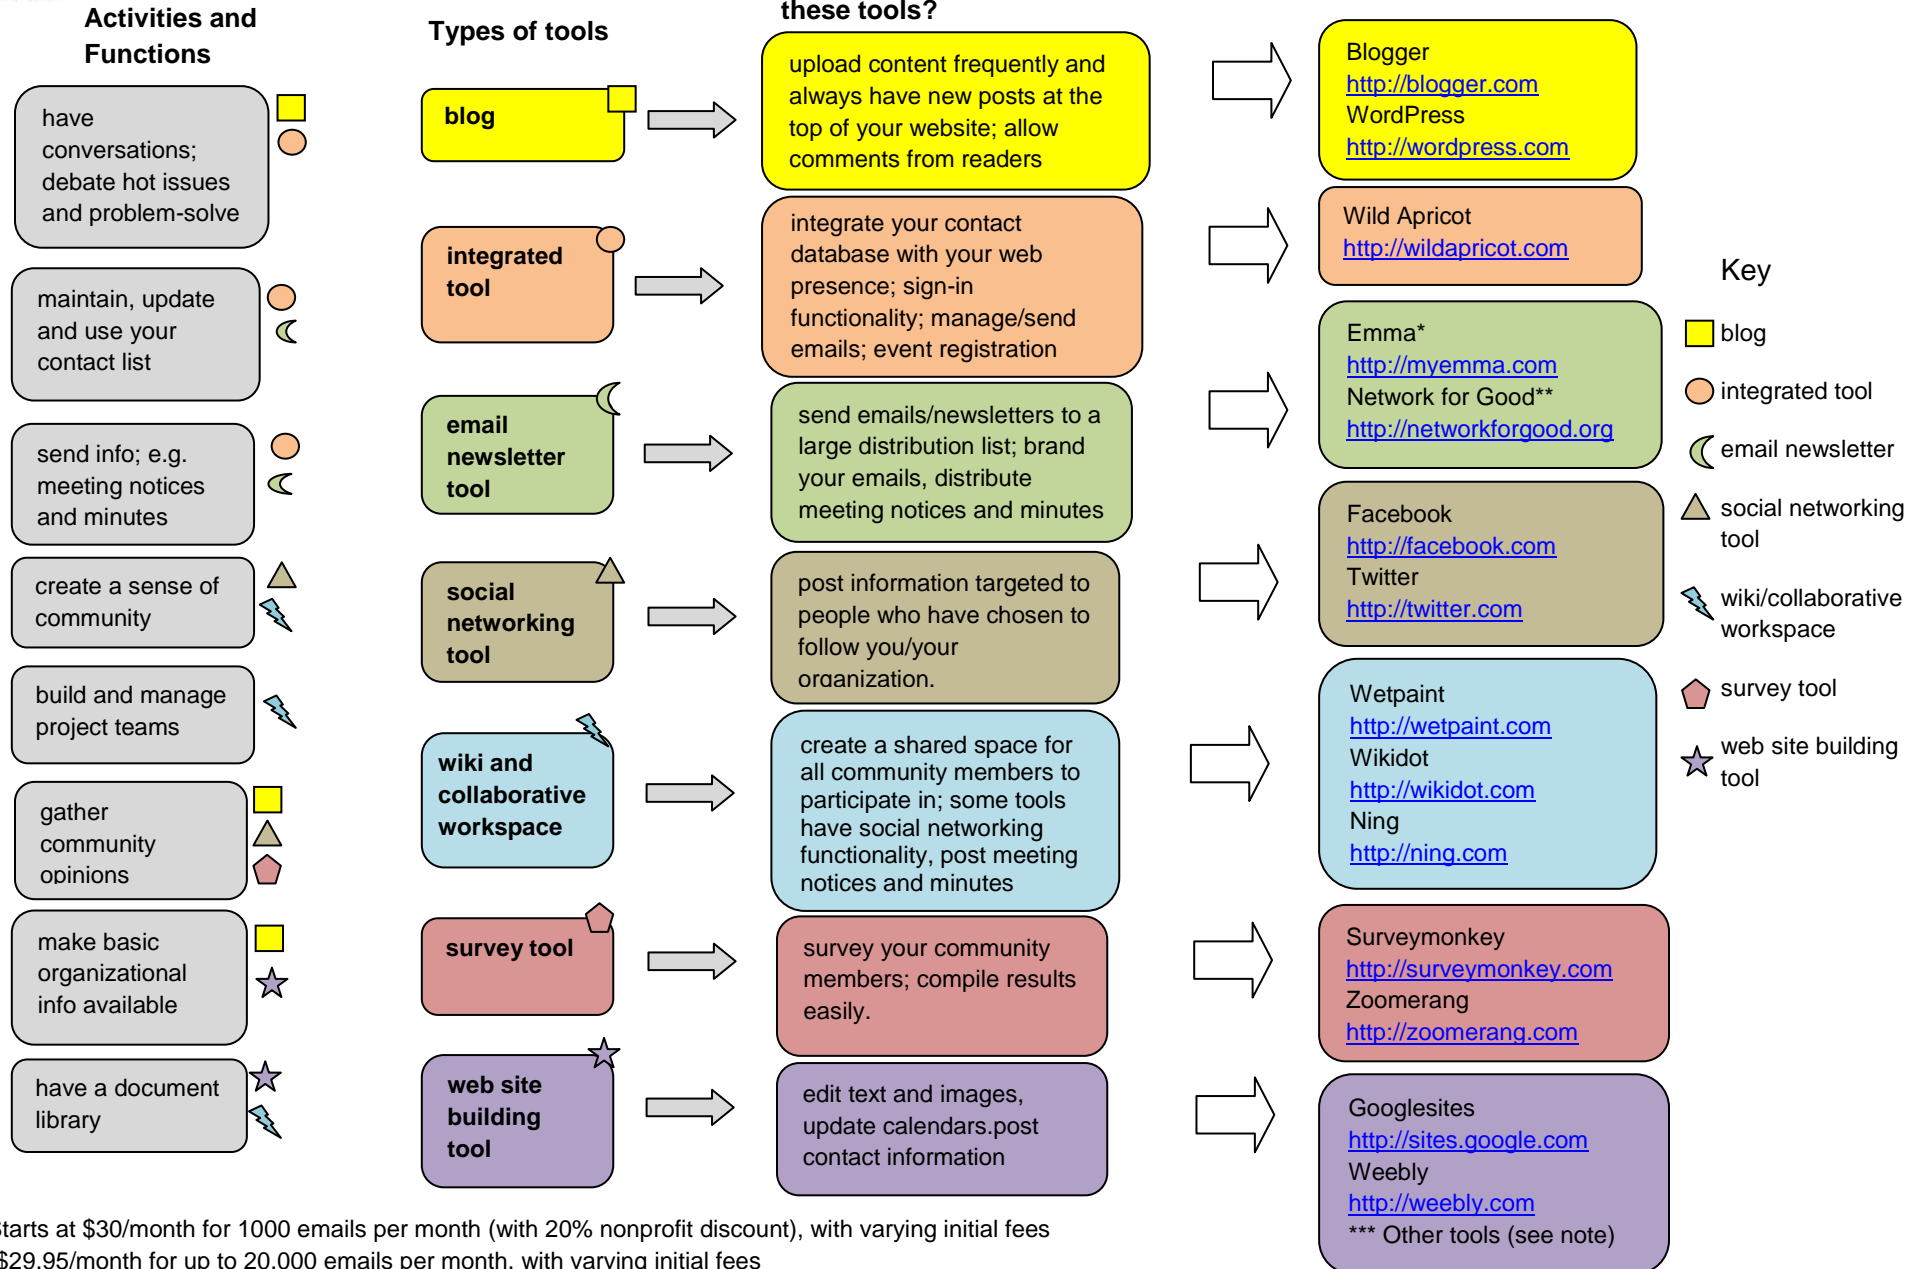 Activities and
Functions
have
conversations;
debate hot issues
and problem-solve
maintain, update
and use your
contact list
send info; e.g.
meeting notices
and minutes
create a sense of
community
build and manage
project teams
gather
community
opinions
make basic
organizational
info available
have a document
library
Types of tools
blog
integrated
tool
email
newsletter
tool
social
networking
tool
wiki and
collaborative
workspace
survey tool
web site
building
tool
these tools?
upload content frequently and
always have new posts at the
top of your website; allow
comments from readers
integrate your contact
database with your web
presence; sign-in
functionality; manage/send
emails; event registration
send emails/newsletters to a
large distribution list; brand
your emails, distribute
meeting notices and minutes
post information targeted to
people who have chosen to
follow you/your
organization.
create a shared space for
all community members to
participate in; some tools
have social networking
functionality, post meeting
notices and minutes
survey your community
members; compile results
easily.
edit text and images,
update calendars.post
contact information
Blogger
http://blogger.com
WordPress
http://wordpress.com
Wild Apricot
http://wildapricot.com
Emma*
http://myemma.com
Network for Good**
http://networkforgood.org
Facebook
http://facebook.com
Twitter
http://twitter.com
Wetpaint
http://wetpaint.com
Wikidot
http://wikidot.com
Ning
http://ning.com
Surveymonkey
http://surveymonkey.com
Zoomerang
http://zoomerang.com
Googlesites
http://sites.google.com
Weebly
http://weebly.com
*** Other tools (see note)
Key
blog
integrated tool
email newsletter
social networking
tool
wiki/collaborative
workspace
survey tool
web site building
tool
Starts at $30/month for 1000 emails per month (with 20% nonprofit discount), with varying initial fees
$29.95/month for up to 20,000 emails per month, with varying initial fees